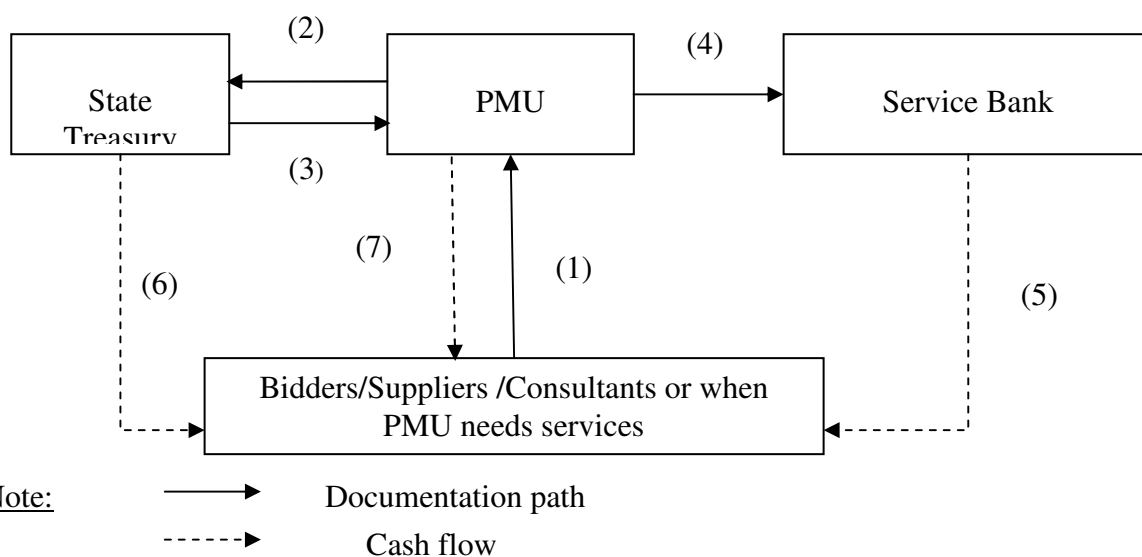 (2)
(4)
State
Treasury
PMU
Service Bank
(3)
(7)
(1)
(6)
(5)
Bidders/Suppliers /Consultants or when
PMU needs services
Note:
Documentation path
Cash flow